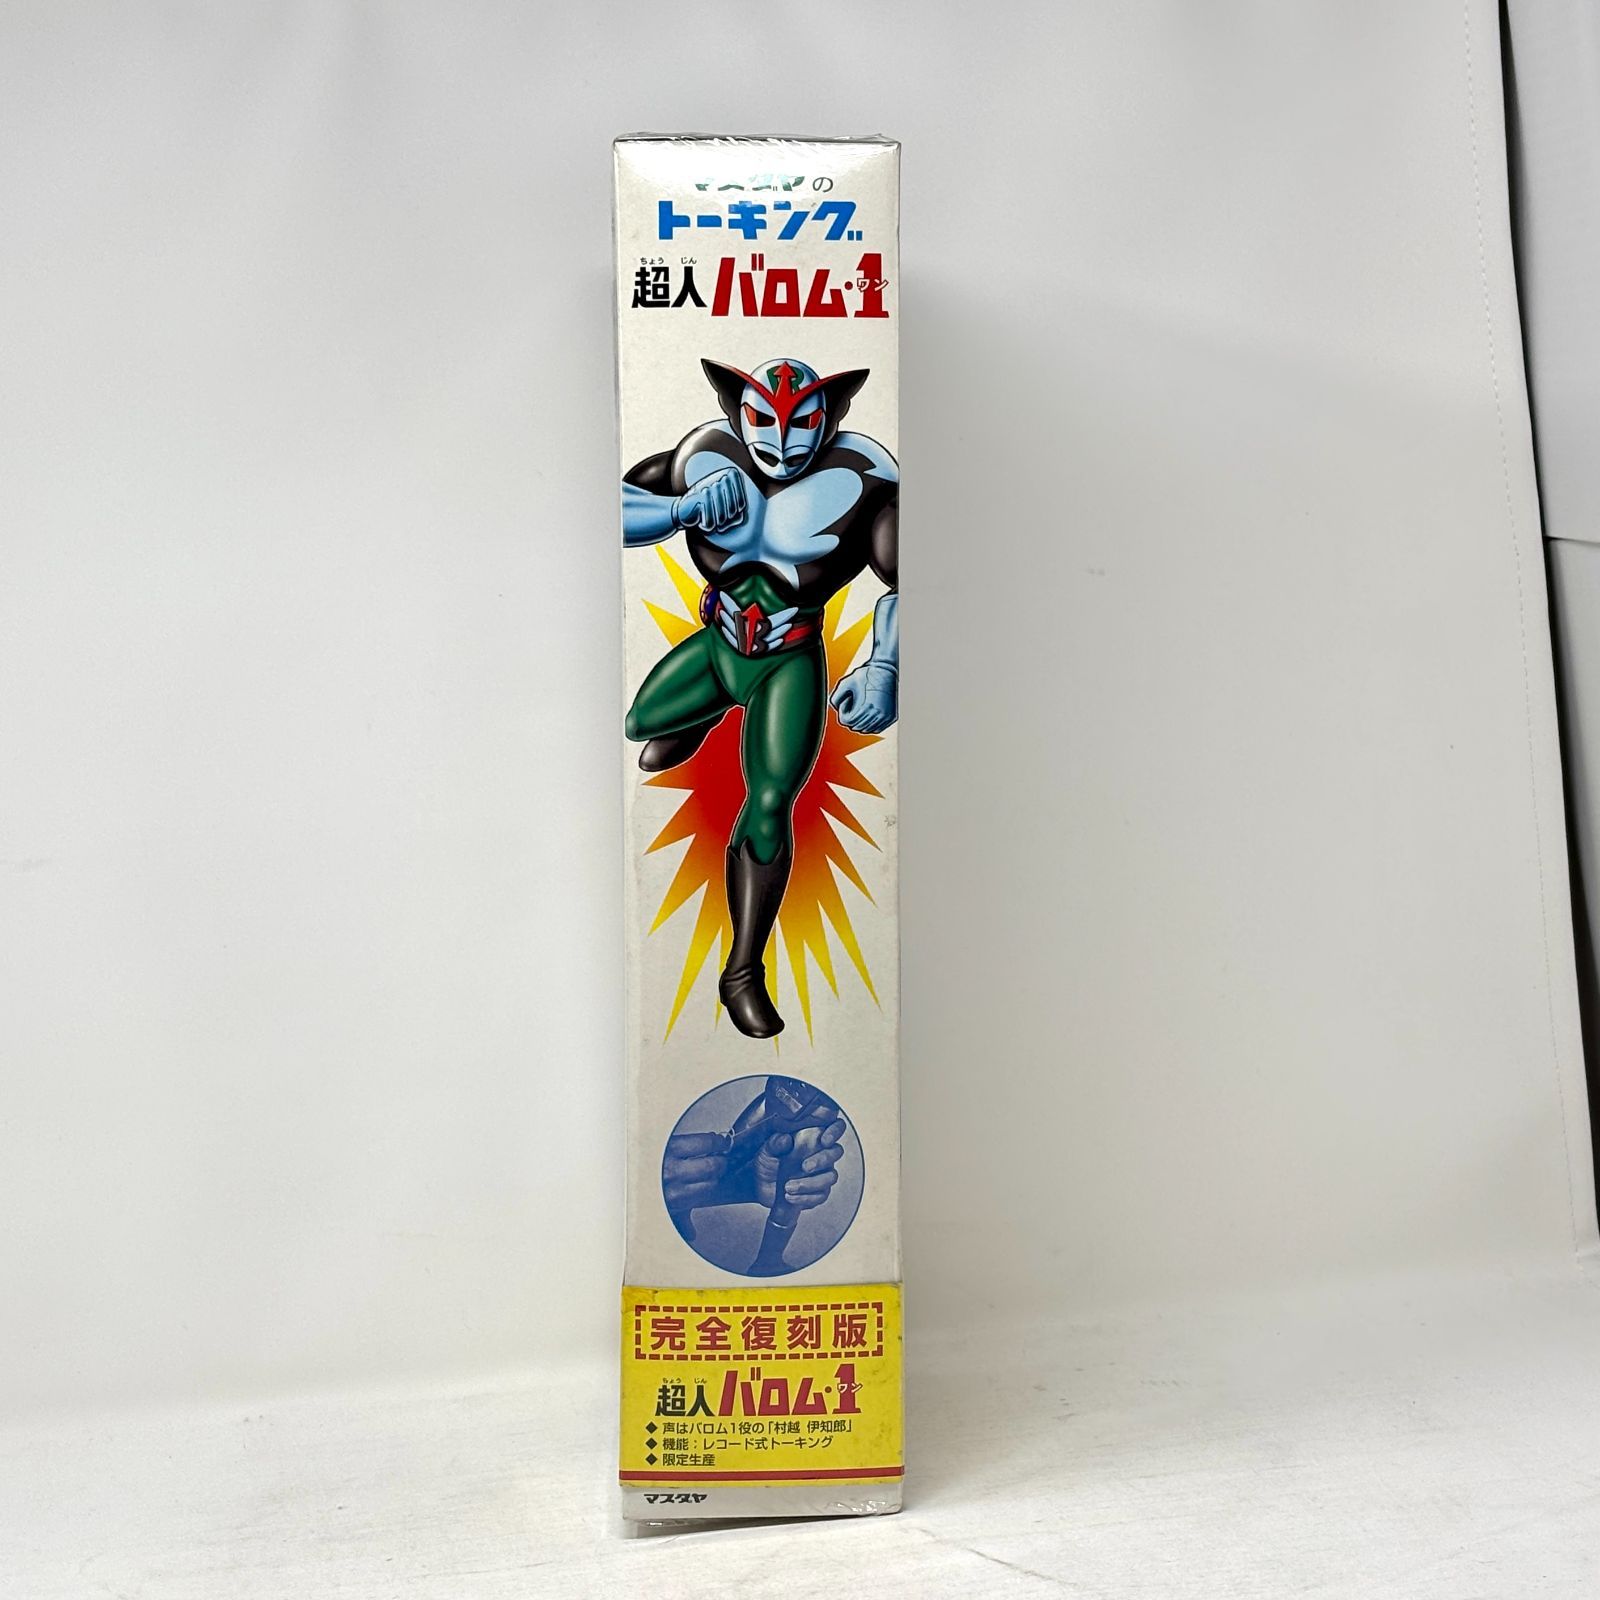 マスダヤの
トーキング
ちょう じん
超人バロム・1
ワン
B
完全復刻版
ちょう じん
超人バロム・1
ワン
◆声はバロム1役の「村越 伊知郎」
◆機能：レコード式トーキング
◆限定生産
マスダヤ